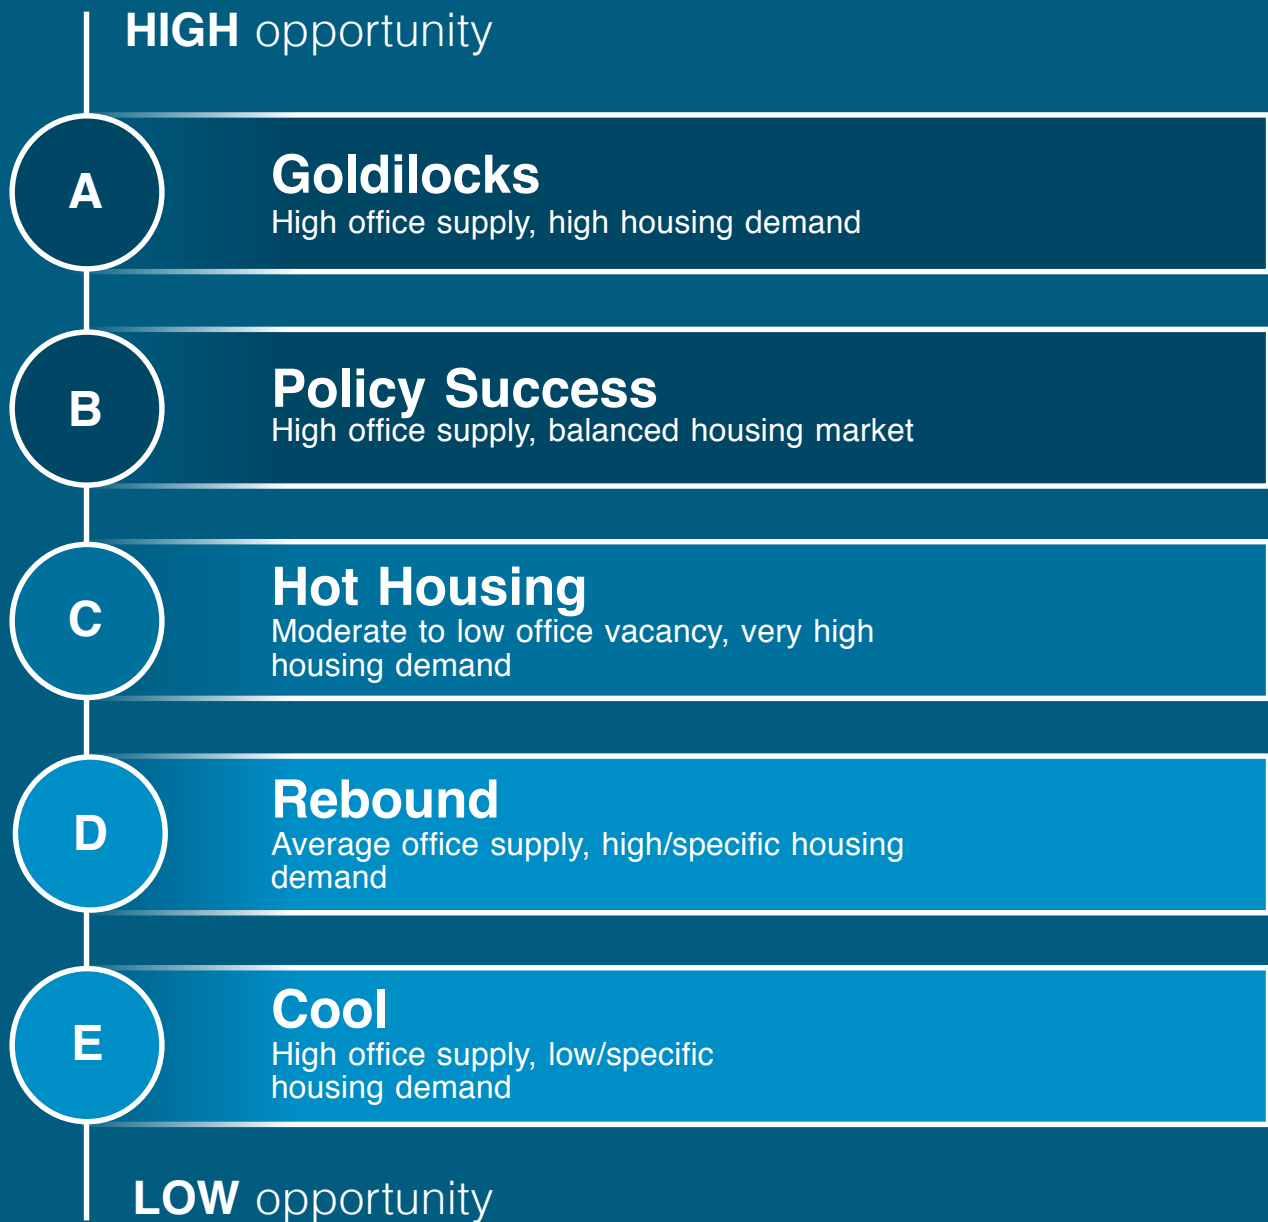 HIGH opportunity
A
Goldilocks
High office supply, high housing demand
B
Policy Success
High office supply, balanced housing market
C
Hot Housing
Moderate to low office vacancy, very high
housing demand
D
Rebound
Average office supply, high/specific housing
demand
E
Cool
High office supply, low/specific
housing demand
LOW opportunity